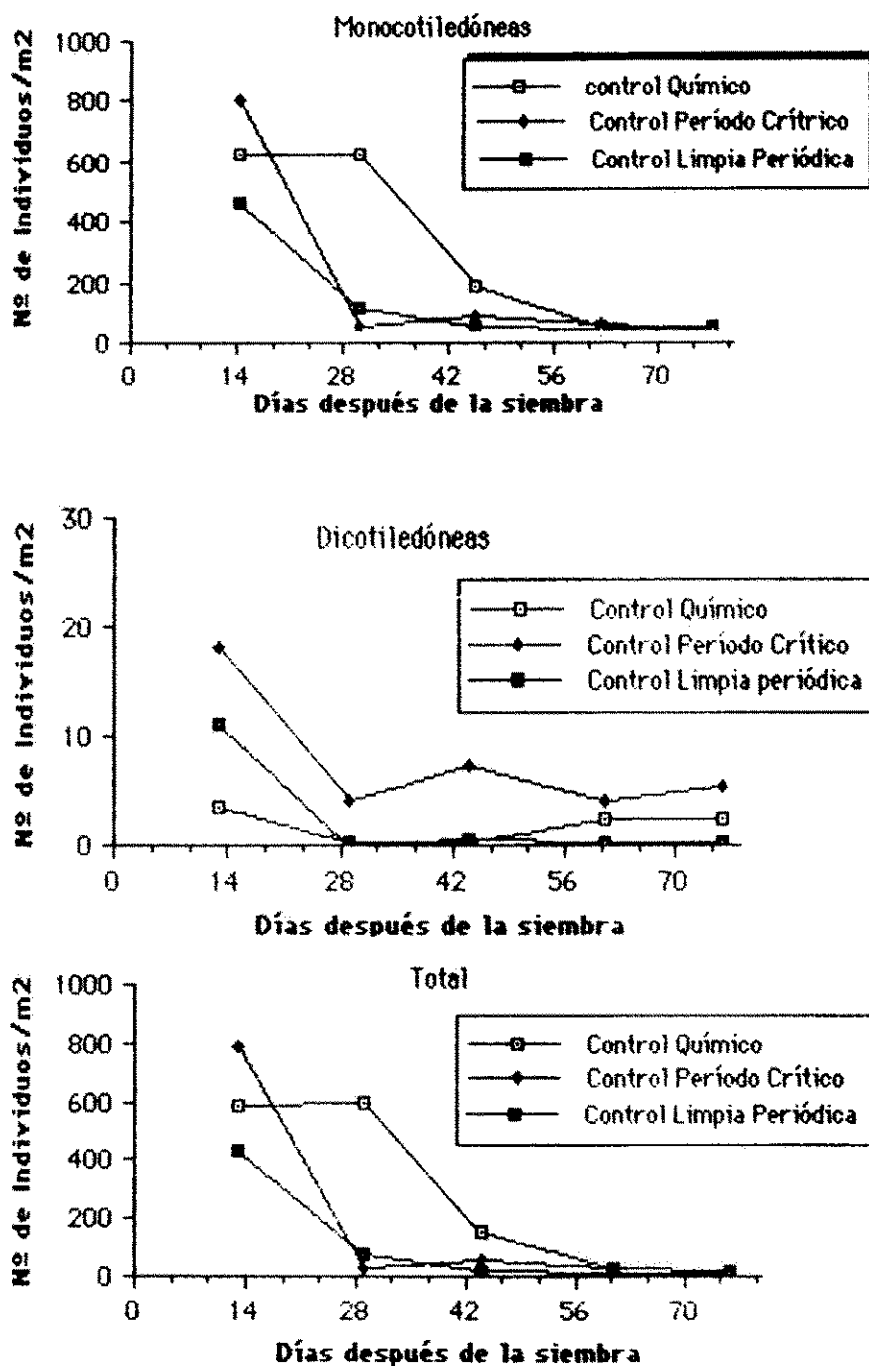 Monocotiledóneas
1000
800
600
400
200
0
Nº de Individuos/m2
control Químico
Control Período Crítrico
Control Limpia Periódica
0 14 28 42 56 70
Días después de la siembra
Dicotiledóneas
30
20
10
0
Nº de Individuos/m2
Control Químico
Control Período Crítico
Control Limpia periódica
0 14 28 42 56 70
Días después de la siembra
Total
1000
800
600
400
200
0
Nº de Individuos/m2
Control Químico
Control Período Crítico
Control Limpia Periódica
0 14 28 42 56 70
Días después de la siembra